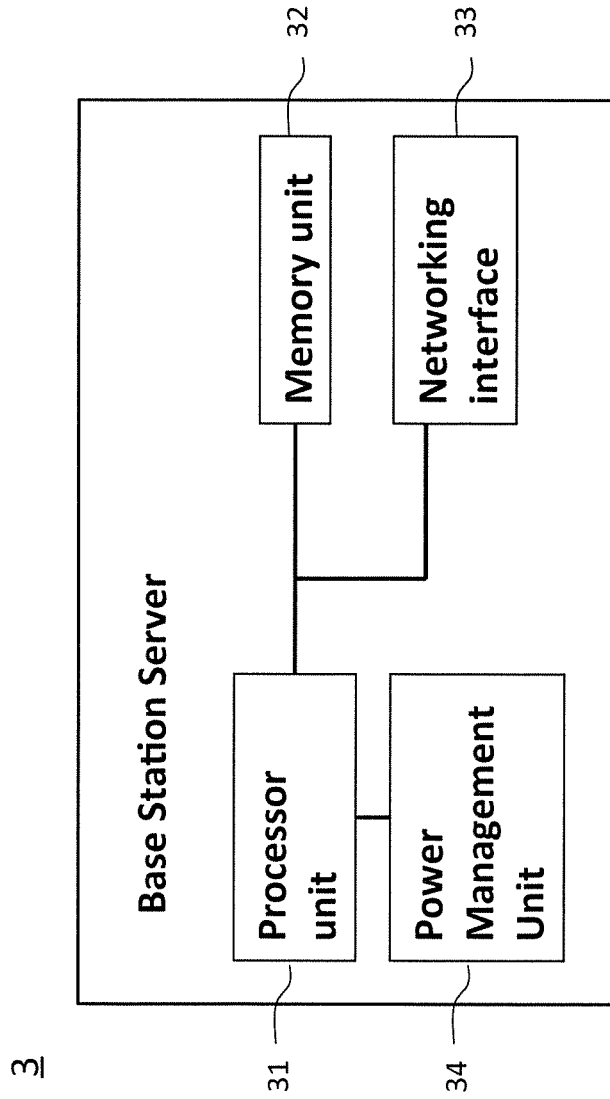 3
Base Station Server
31
Processor
unit
Memory unit
32
34
Power
Management
Unit
Networking
interface
33